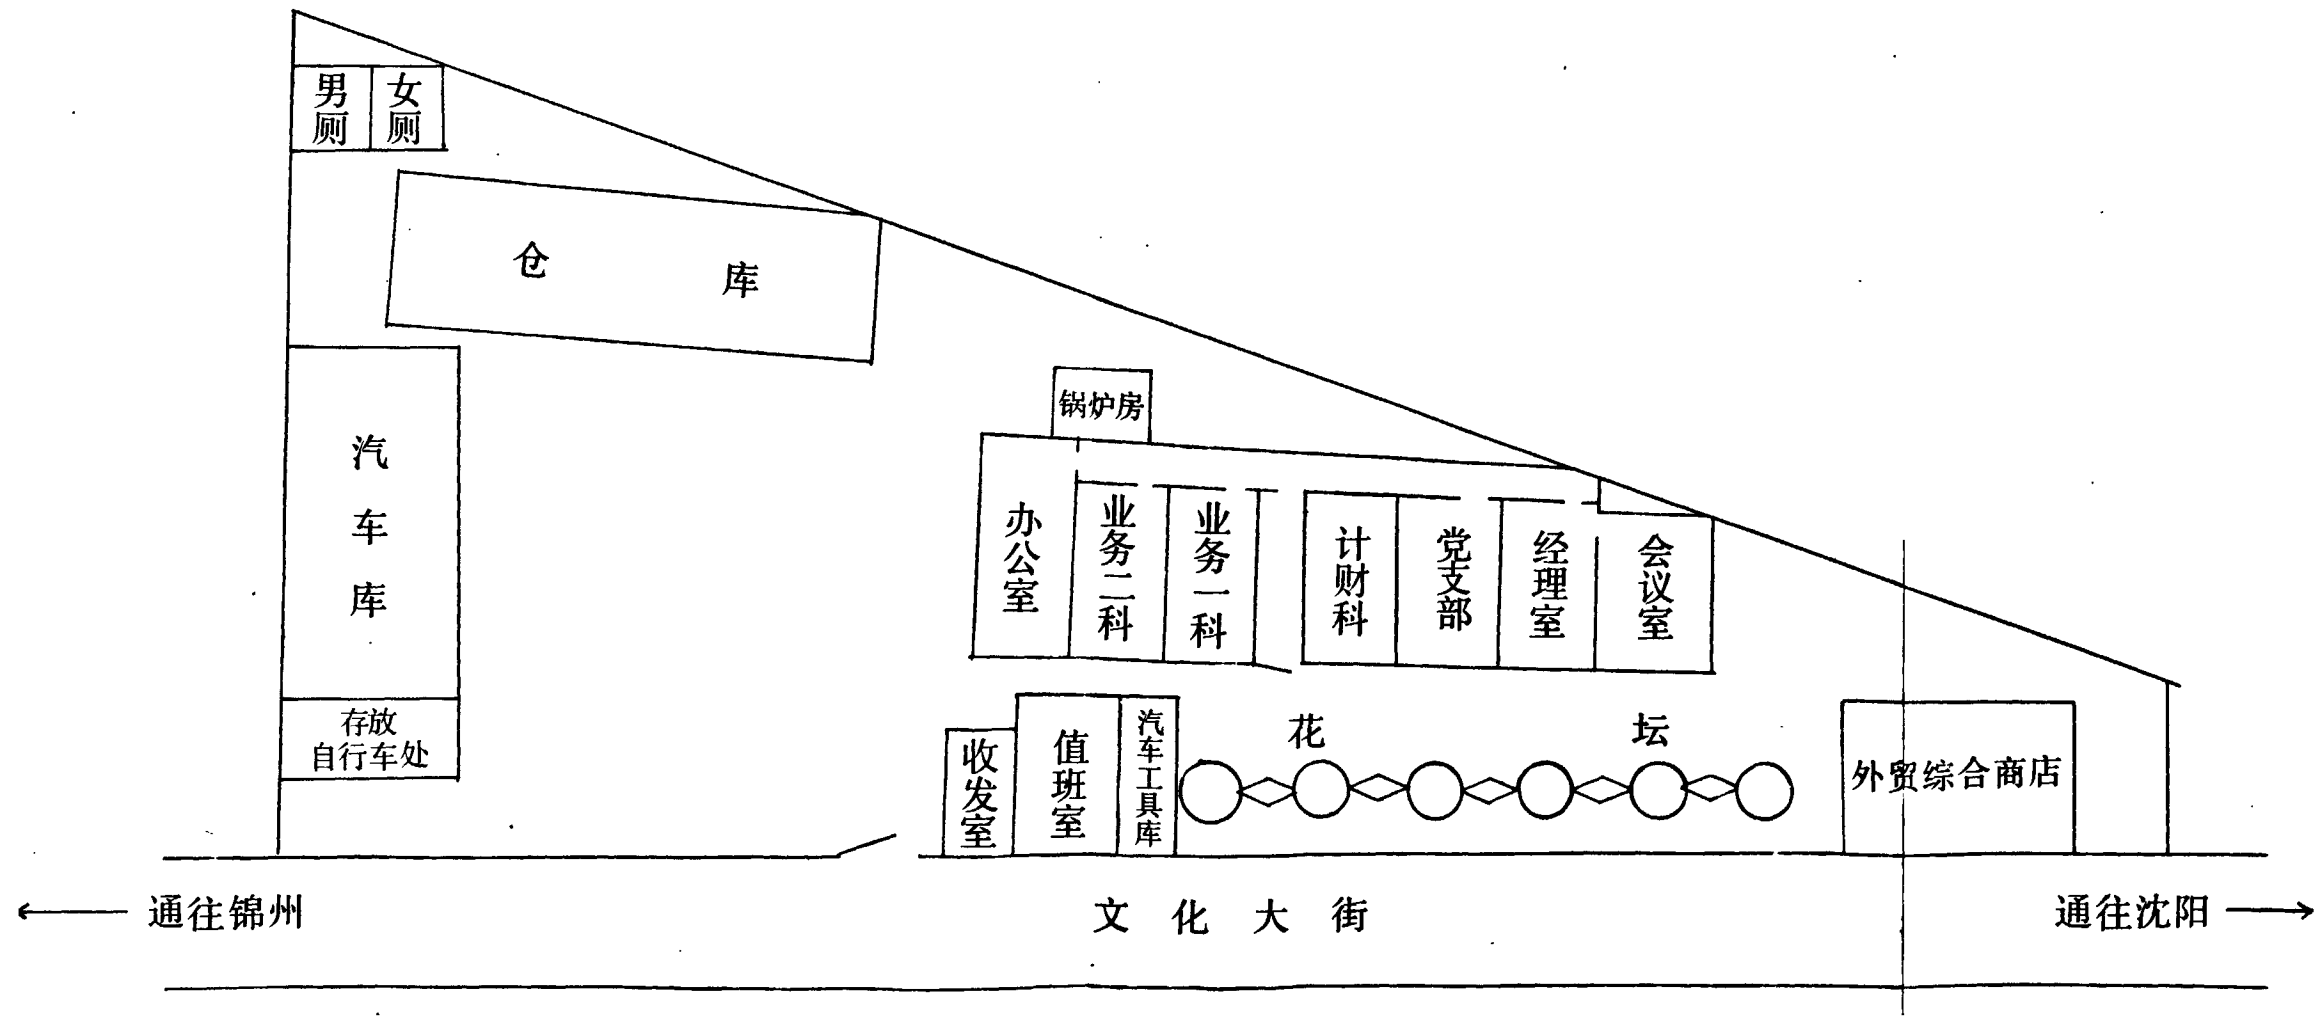 男厕
女厕
仓库
锅炉房
汽车库
办公室
业务二科
业务一科
计财科
党支部
经理室
会议室
存放
自行车处
收发室
值班室
汽车工具库
花坛
外贸综合商店
通往锦州
文化大街
通往沈阳